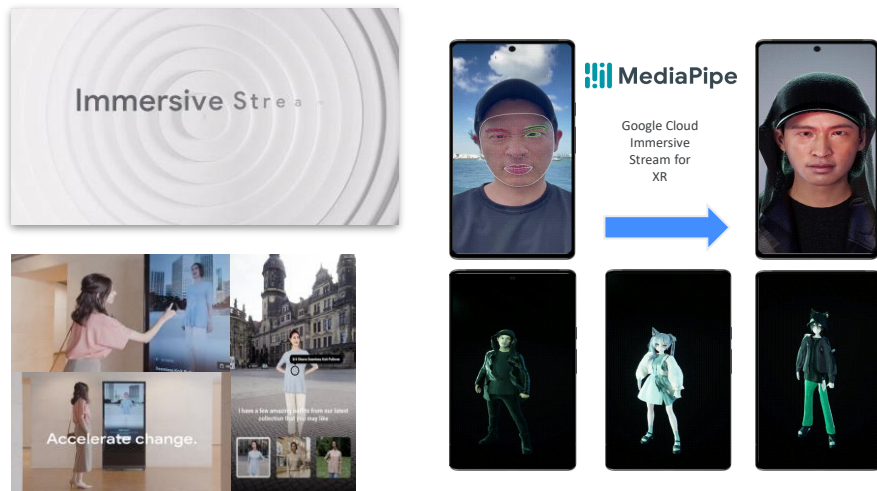 Immersive Strea
MediaPipe
Google Cloud
Immersive
Stream for
XR
I have a few amazing outfits from our latest
collection that you may like
Accelerate change.